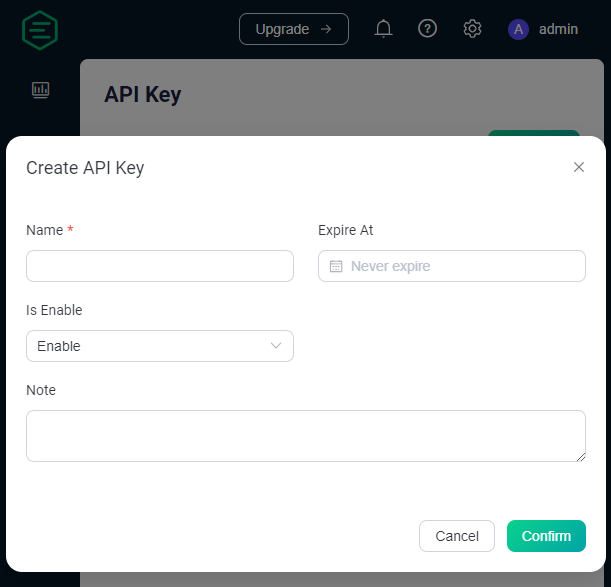 Upgrade →
A admin
API Key
Create API Key
Name * Expire At
Never expire
Is Enable
Enable
Note
Cancel Confirm